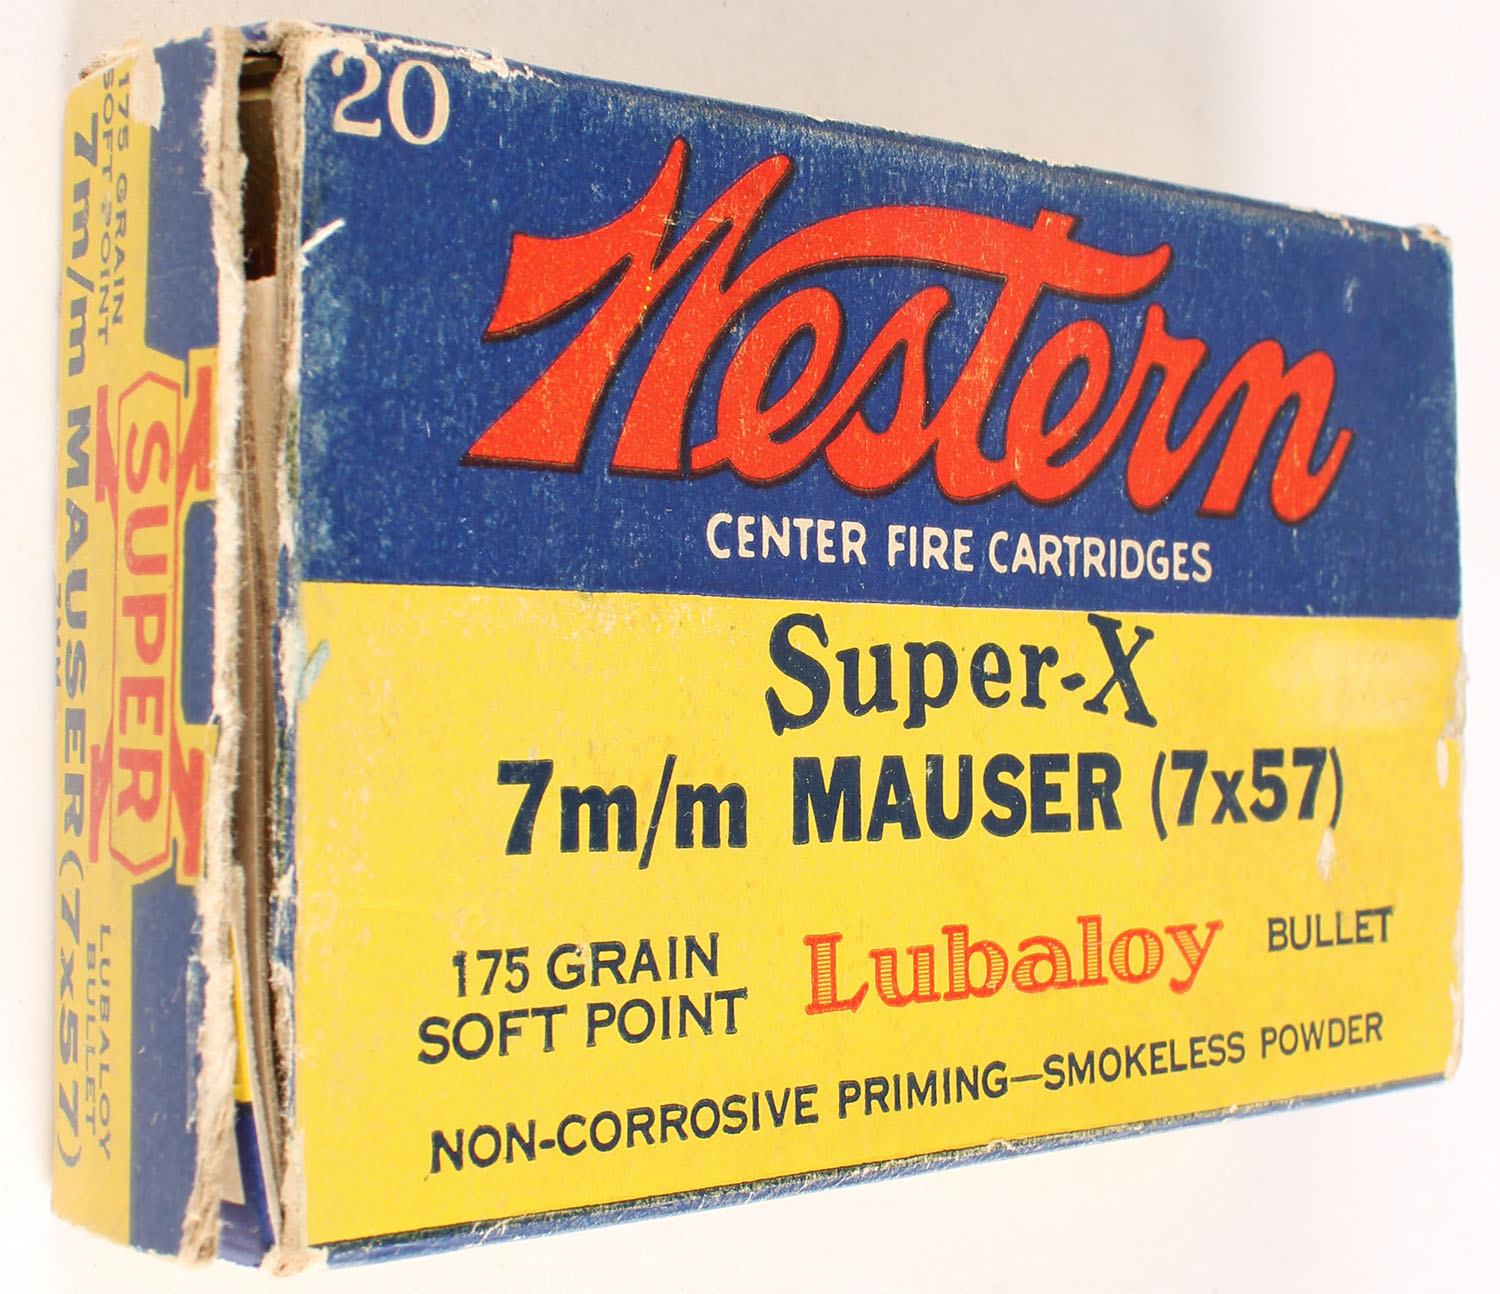 20
Western
CENTER FIRE CARTRIDGES
Super-X
7m/m MAUSER (7x57)
175 GRAIN
SOFT POINT
Lubaloy BULLET
NON-CORROSIVE PRIMING—SMOKELESS POWDER
175 GRAIN
SOFT POINT
7m/m MAUSER (7x57)
LUBALOY
BULLET
SUPER